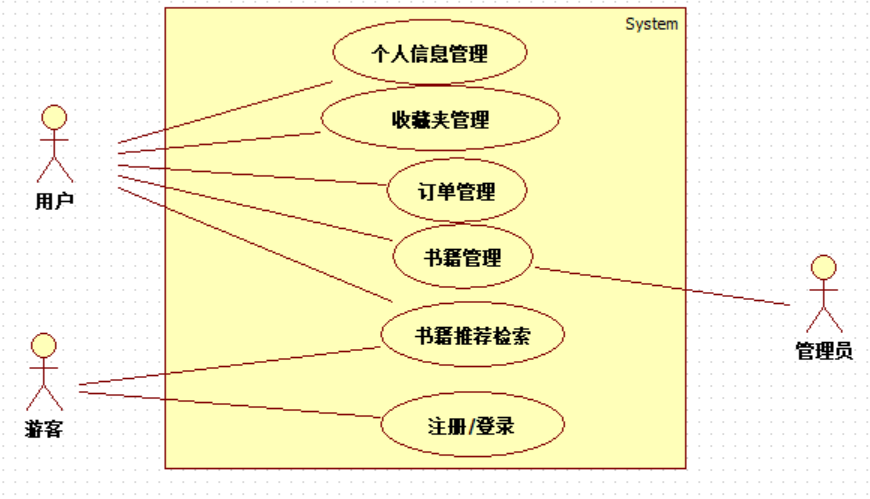 System
个人信息管理
收藏夹管理
订单管理
用户
书籍管理
书籍推荐检索
管理员
游客
注册/登录